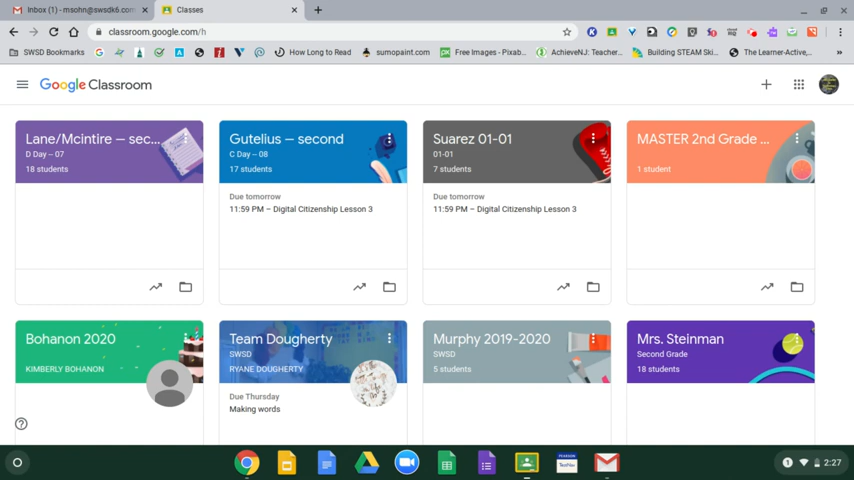 Inbox (1) - msohn@swsdk6.com
Classes
classroom.google.com/h
SWSD Bookmarks
How Long to Read
sumopaint.com
Free Images - Pixab...
AchieveNJ: Teacher...
Building STEAM Ski...
The Learner-Active,...
Google Classroom
Lane/Mcintire – sec...
D Day – 07
18 students
Gutelius – second
C Day – 08
17 students
Due tomorrow
11:59 PM – Digital Citizenship Lesson 3
Suarez 01-01
01-01
7 students
Due tomorrow
11:59 PM – Digital Citizenship Lesson 3
MASTER 2nd Grade ...
1 student
Bohanon 2020
KIMBERLY BOHANON
Team Dougherty
SWSD
RYANE DOUGHERTY
Due Thursday
Making words
Murphy 2019-2020
SWSD
5 students
Mrs. Steinman
Second Grade
18 students
PEARSON
TestNav
1
2:27